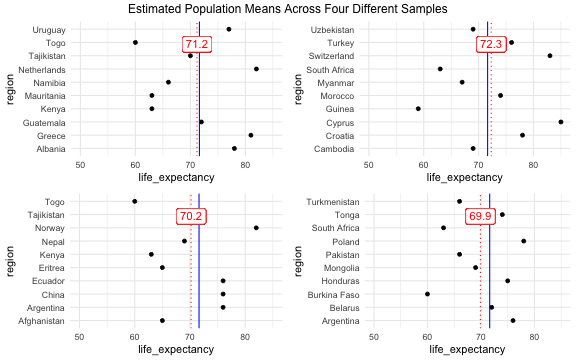 Estimated Population Means Across Four Different Samples
region
Uruguay
Togo
Tajikistan
Netherlands
Namibia
Mauritania
Kenya
Guatemala
Greece
Albania
71.2
50 60 70 80
life_expectancy
region
Uzbekistan
Turkey
Switzerland
South Africa
Myanmar
Morocco
Guinea
Cyprus
Croatia
Cambodia
72.3
50 60 70 80
life_expectancy
region
Togo
Tajikistan
Norway
Nepal
Kenya
Eritrea
Ecuador
China
Argentina
Afghanistan
70.2
50 60 70 80
life_expectancy
region
Turkmenistan
Tonga
South Africa
Poland
Pakistan
Mongolia
Honduras
Burkina Faso
Belarus
Argentina
69.9
50 60 70 80
life_expectancy